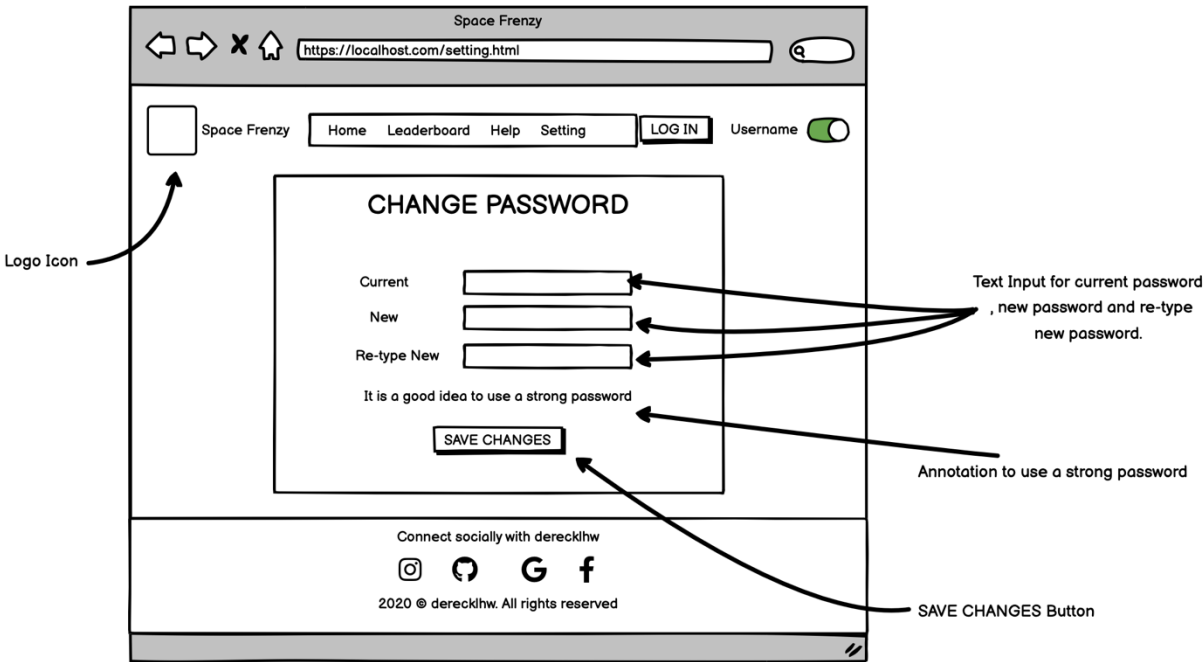 Space Frenzy
https://localhost.com/setting.html
Space Frenzy
Home Leaderboard Help Setting
LOG IN
Username
CHANGE PASSWORD
Logo Icon
Current
New
Re-type New
Text Input for current password
, new password and re-type
new password.
It is a good idea to use a strong password
SAVE CHANGES
Annotation to use a strong password
Connect socially with derecklhw
2020 © derecklhw. All rights reserved
SAVE CHANGES Button